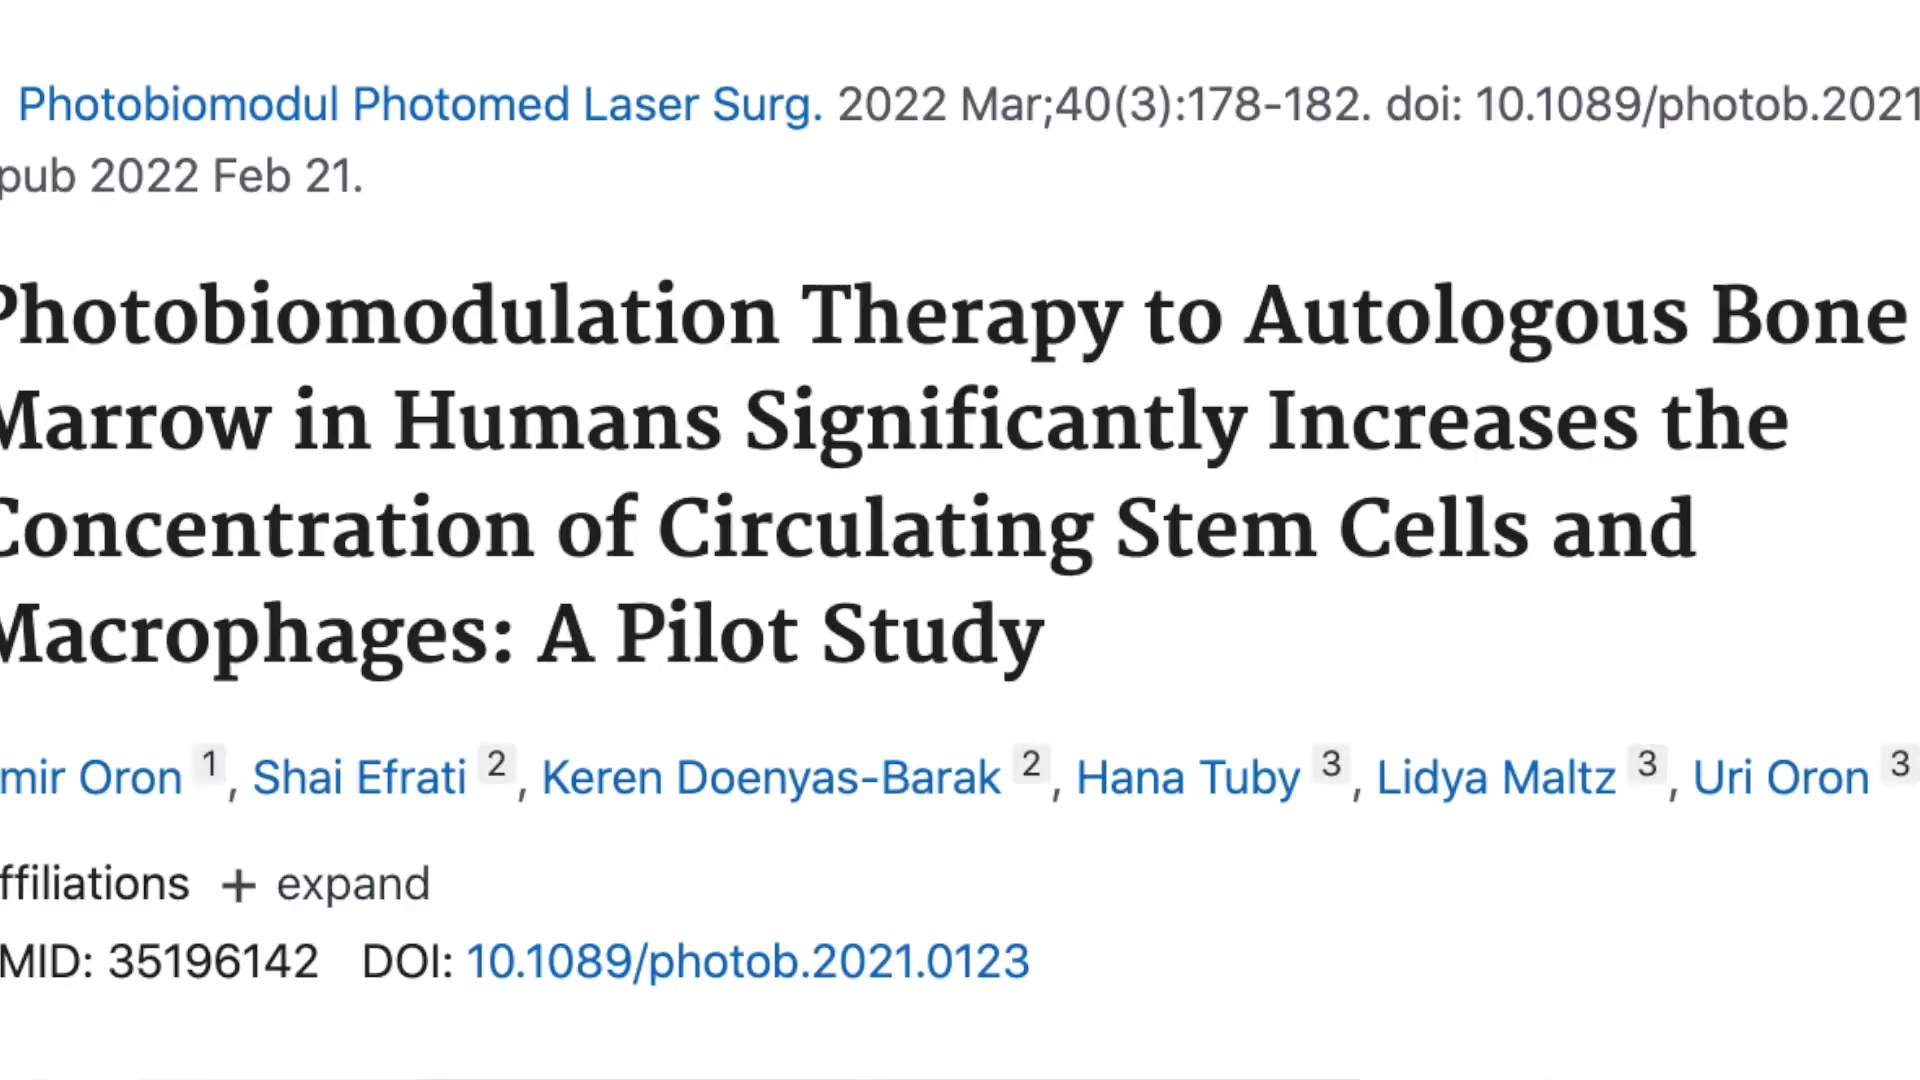 Photobiomodul Photomed Laser Surg. 2022 Mar;40(3):178-182. doi: 10.1089/photob.2021
pub 2022 Feb 21.
Photobiomodulation Therapy to Autologous Bone
Marrow in Humans Significantly Increases the
Concentration of Circulating Stem Cells and
Macrophages: A Pilot Study
mir Oron 1, Shai Efrati 2, Keren Doenyas-Barak 2, Hana Tuby 3, Lidya Maltz 3, Uri Oron 3
ffiliations + expand
MID: 35196142 DOI: 10.1089/photob.2021.0123